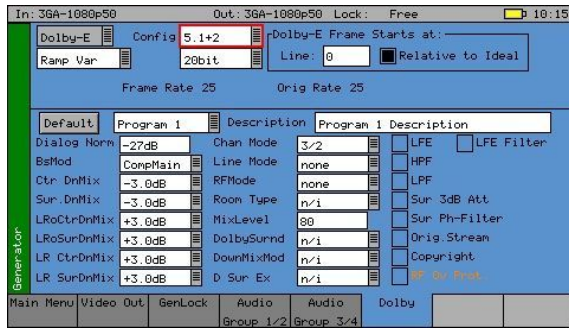 In: 3GA-1080p50 Out: 3GA-1080p50 Lock: Free 10:15
Dolby-E Config 5.1+2 Dolby-E Frame Starts at:
Ramp Var 20bit Line: 0 Relative to Ideal
Frame Rate 25 Orig Rate 25
Default Program 1 Description Program 1 Description
Dialog Norm -27dB Chan Mode 3/2 LFE LFE Filter
BsMod CompMain Line Mode none HPF
Ctr DnMix -3.0dB RFMode none LPF
Sur.DnMix -3.0dB Room Type n/i Sur 3dB Att
LRoCtrDnMix +3.0dB MixLevel 80 Sur Ph-Filter
LRoSurDnMix +3.0dB DolbySurnd n/i Orig.Stream
LR CtrDnMix +3.0dB DownMixMod n/i Copyright
LR SurDnMix +3.0dB D Sur Ex n/i RF Ov Prot.
Generator
Main Menu Video Out GenLock Audio Group 1/2 Audio Group 3/4 Dolby